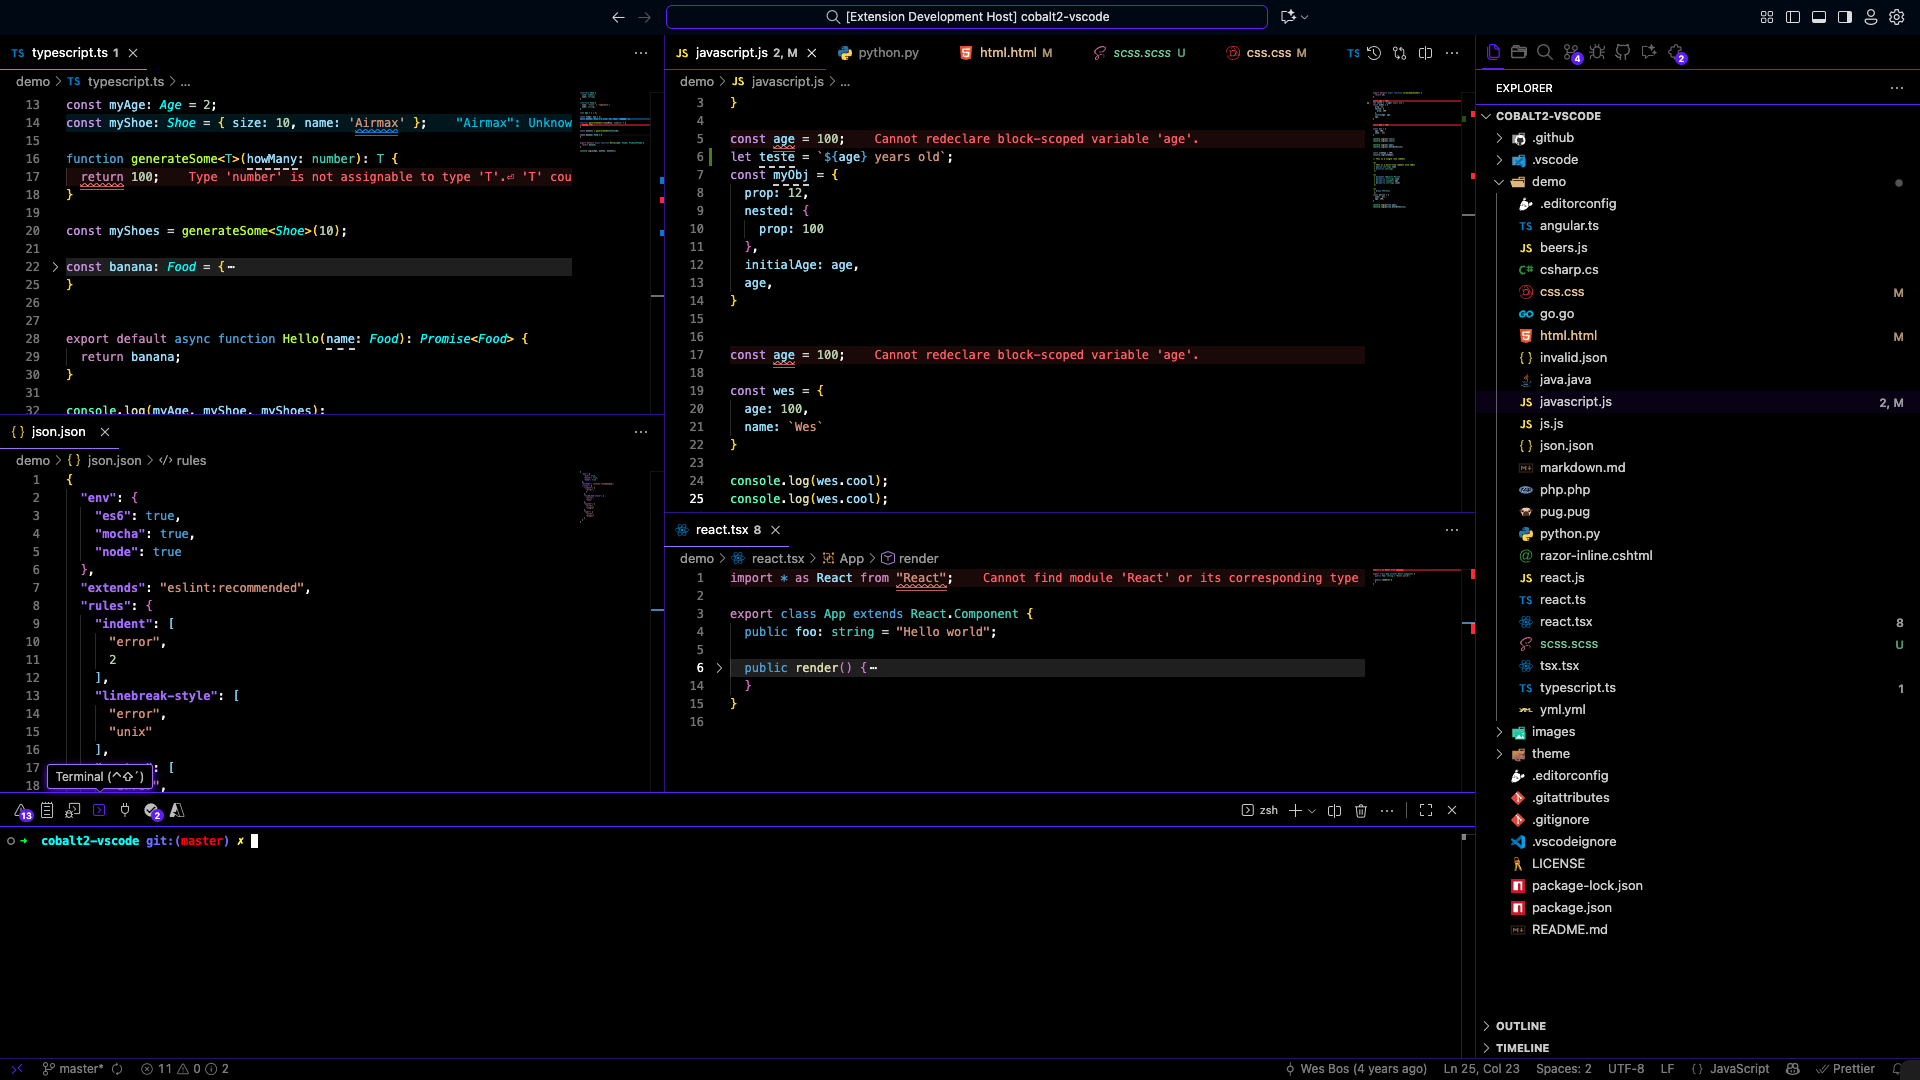 [Extension Development Host] cobalt2-vscode
TS typescript.ts 1
demo > TS typescript.ts > ...
13 const myAge: Age = 2;
14 const myShoe: Shoe = { size: 10, name: 'Airmax' }; "Airmax": Unknow
15
16 function generateSome<T>(howMany: number): T {
17 return 100; Type 'number' is not assignable to type 'T'.⏎ 'T' cou
18 }
19
20 const myShoes = generateSome<Shoe>(10);
21
22 const banana: Food = {⋯
25 }
26
27
28 export default async function Hello(name: Food): Promise<Food> {
29 return banana;
30 }
31
32 console.log(myAge, myShoe, myShoes);
{ } json.json
demo > { } json.json > </> rules
1 {
2 "env": {
3 "es6": true,
4 "mocha": true,
5 "node": true
6 },
7 "extends": "eslint:recommended",
8 "rules": {
9 "indent": [
10 "error",
11 2
12 ],
13 "linebreak-style": [
14 "error",
15 "unix"
16 ],
17 : [
18 ,
Terminal (^⇧´)
JS javascript.js 2, M
python.py
html.html M
scss.scss U
css.css M
TS
demo > JS javascript.js > ...
3 }
4
5 const age = 100; Cannot redeclare block-scoped variable 'age'.
6 let teste = `${age} years old`;
7 const myObj = {
8 prop: 12,
9 nested: {
10 prop: 100
11 },
12 initialAge: age,
13 age,
14 }
15
16
17 const age = 100; Cannot redeclare block-scoped variable 'age'.
18
19 const wes = {
20 age: 100,
21 name: `Wes`
22 }
23
24 console.log(wes.cool);
25 console.log(wes.cool);
react.tsx 8
demo > react.tsx > App > render
1 import * as React from "React"; Cannot find module 'React' or its corresponding type
2
3 export class App extends React.Component {
4 public foo: string = "Hello world";
5
6 public render() {⋯
14 }
15 }
16
13
2
zsh
cobalt2-vscode git:(master) ✗
4
2
EXPLORER
COBALT2-VSCODE
.github
.vscode
demo
.editorconfig
TS angular.ts
JS beers.js
C# csharp.cs
css.css M
GO go.go
html.html M
{ } invalid.json
java.java
JS javascript.js 2, M
JS js.js
{ } json.json
markdown.md
php.php
pug.pug
python.py
@ razor-inline.cshtml
JS react.js
TS react.ts
react.tsx 8
scss.scss U
tsx.tsx
TS typescript.ts 1
yml.yml
images
theme
.editorconfig
.gitattributes
.gitignore
.vscodeignore
LICENSE
package-lock.json
package.json
README.md
OUTLINE
TIMELINE
master* 11 0 2
Wes Bos (4 years ago) Ln 25, Col 23 Spaces: 2 UTF-8 LF { } JavaScript Prettier